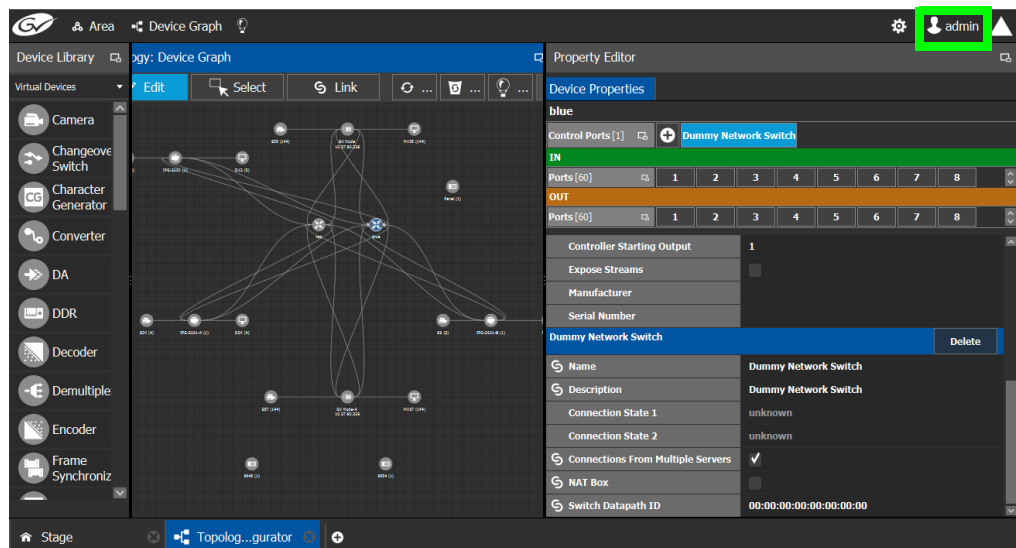 GV Area Device Graph admin
Device Library
ogy: Device Graph
Property Editor
Virtual Devices
Camera
Changeove
Switch
Character
Generator
CG
Converter
DA
DDR
Decoder
Demultiple
Encoder
Frame
Synchroniz
Edit Select Link ... ... ...
Device Properties
blue
Control Ports [1] Dummy Network Switch
IN
Ports [60] 1 2 3 4 5 6 7 8
OUT
Ports [60] 1 2 3 4 5 6 7 8
Controller Starting Output 1
Expose Streams
Manufacturer
Serial Number
Dummy Network Switch Delete
Name Dummy Network Switch
Description Dummy Network Switch
Connection State 1 unknown
Connection State 2 unknown
Connections From Multiple Servers
NAT Box
Switch Datapath ID 00:00:00:00:00:00:00:00
Stage Topolog...gurator